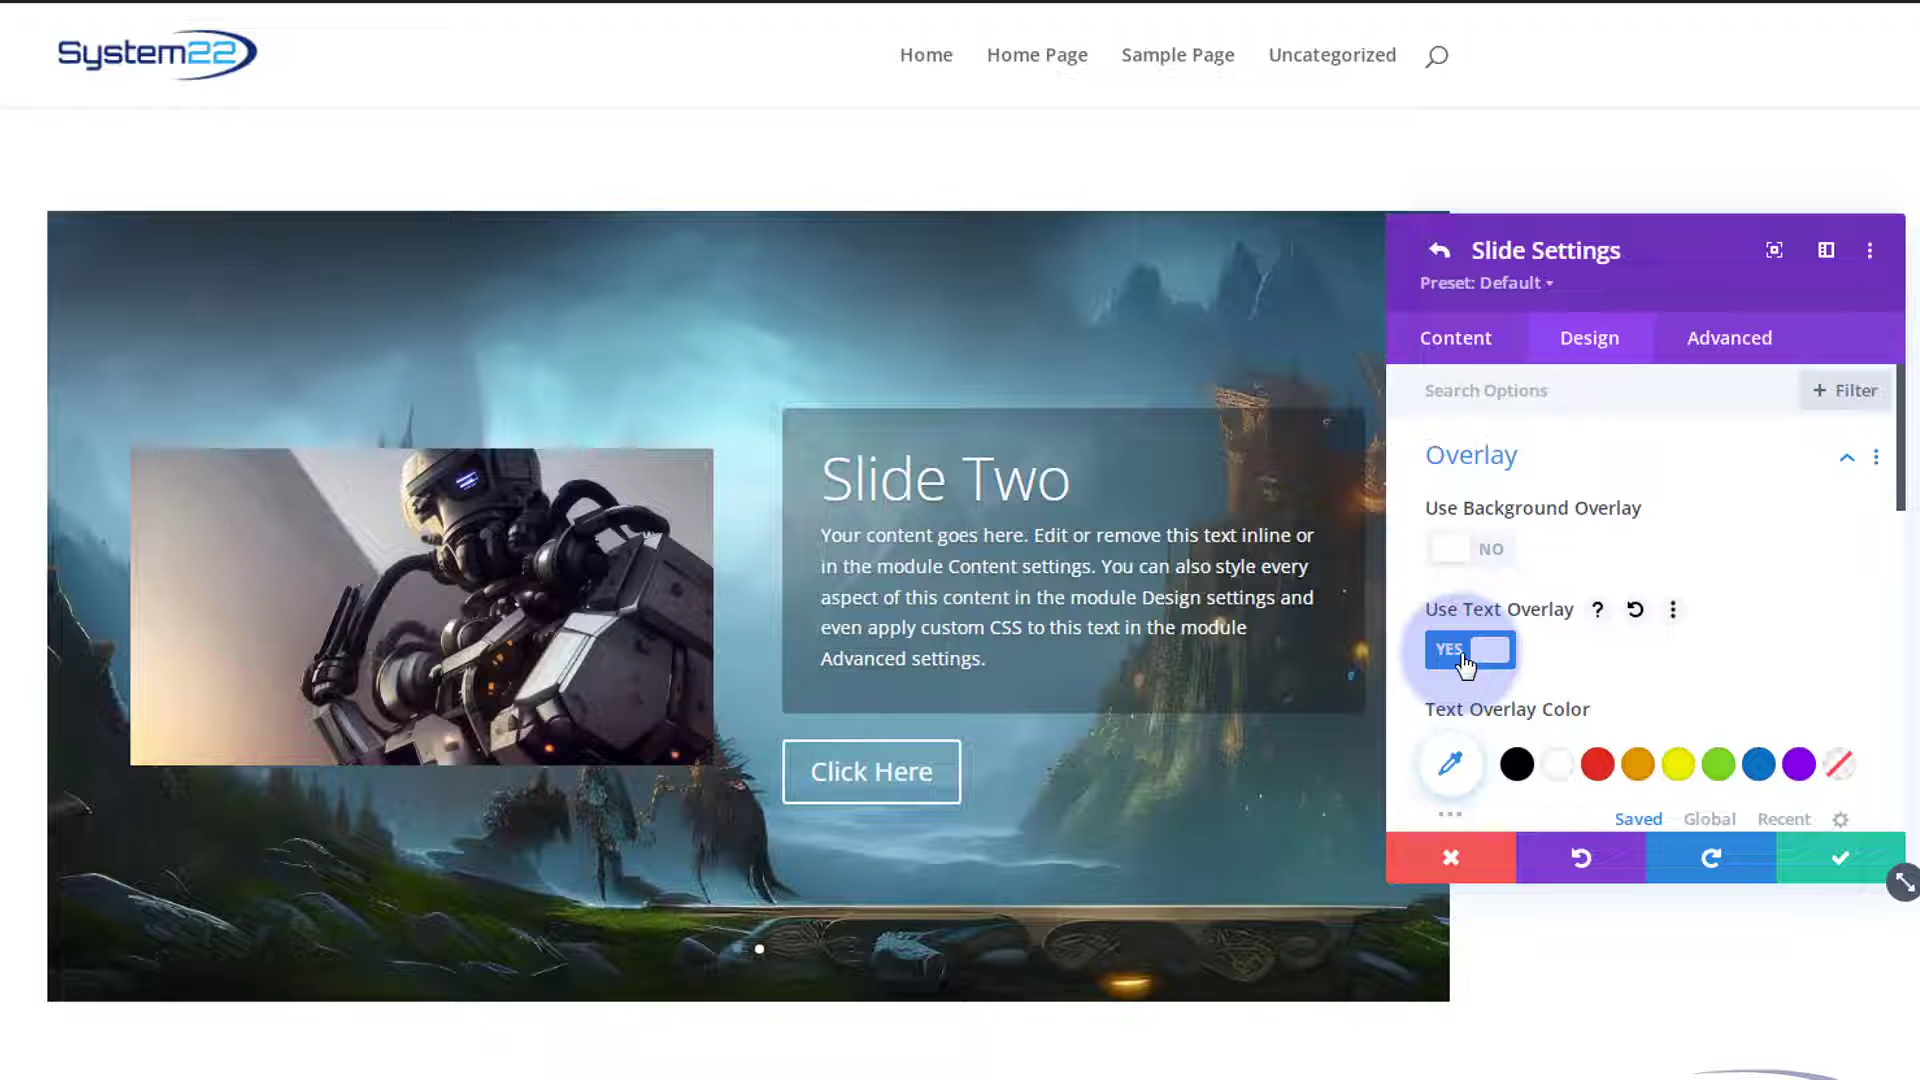 System22
Home Home Page Sample Page Uncategorized
Slide Settings
Preset: Default
Content Design Advanced
Search Options
+ Filter
Overlay
Use Background Overlay
NO
Use Text Overlay ?
YES
Text Overlay Color
Saved Global Recent
Slide Two
Your content goes here. Edit or remove this text inline or
in the module Content settings. You can also style every
aspect of this content in the module Design settings and
even apply custom CSS to this text in the module
Advanced settings.
Click Here